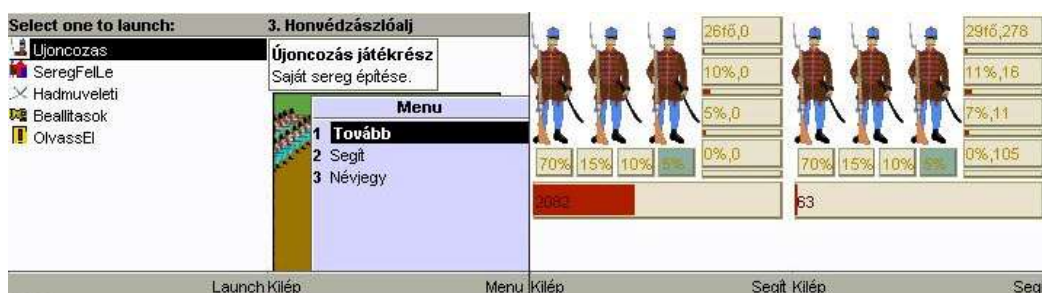 Select one to launch:
Ujoncozas
SeregFelLe
Hadmuveleti
Beallitasok
OlvassEl
Launch
3. Honvédzászlóalj
Újoncozás játékrész
Saját sereg építése.
Menu
1 Tovább
2 Segít
3 Névjegy
Kilép
Menu
26fő,0
10%,0
5%,0
0%,0
70% 15% 10% 5%
2082
Kilép
Segít
29fő,278
11%,16
7%,11
0%,105
70% 15% 10% 5%
63
Kilép
Seg